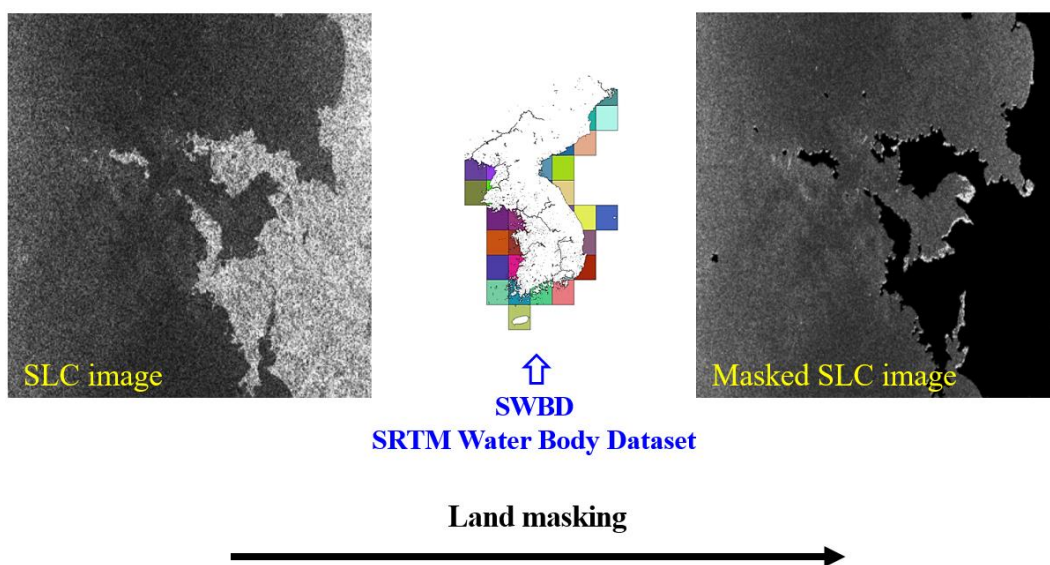 SLC image
Masked SLC image
SWBD
SRTM Water Body Dataset
Land masking